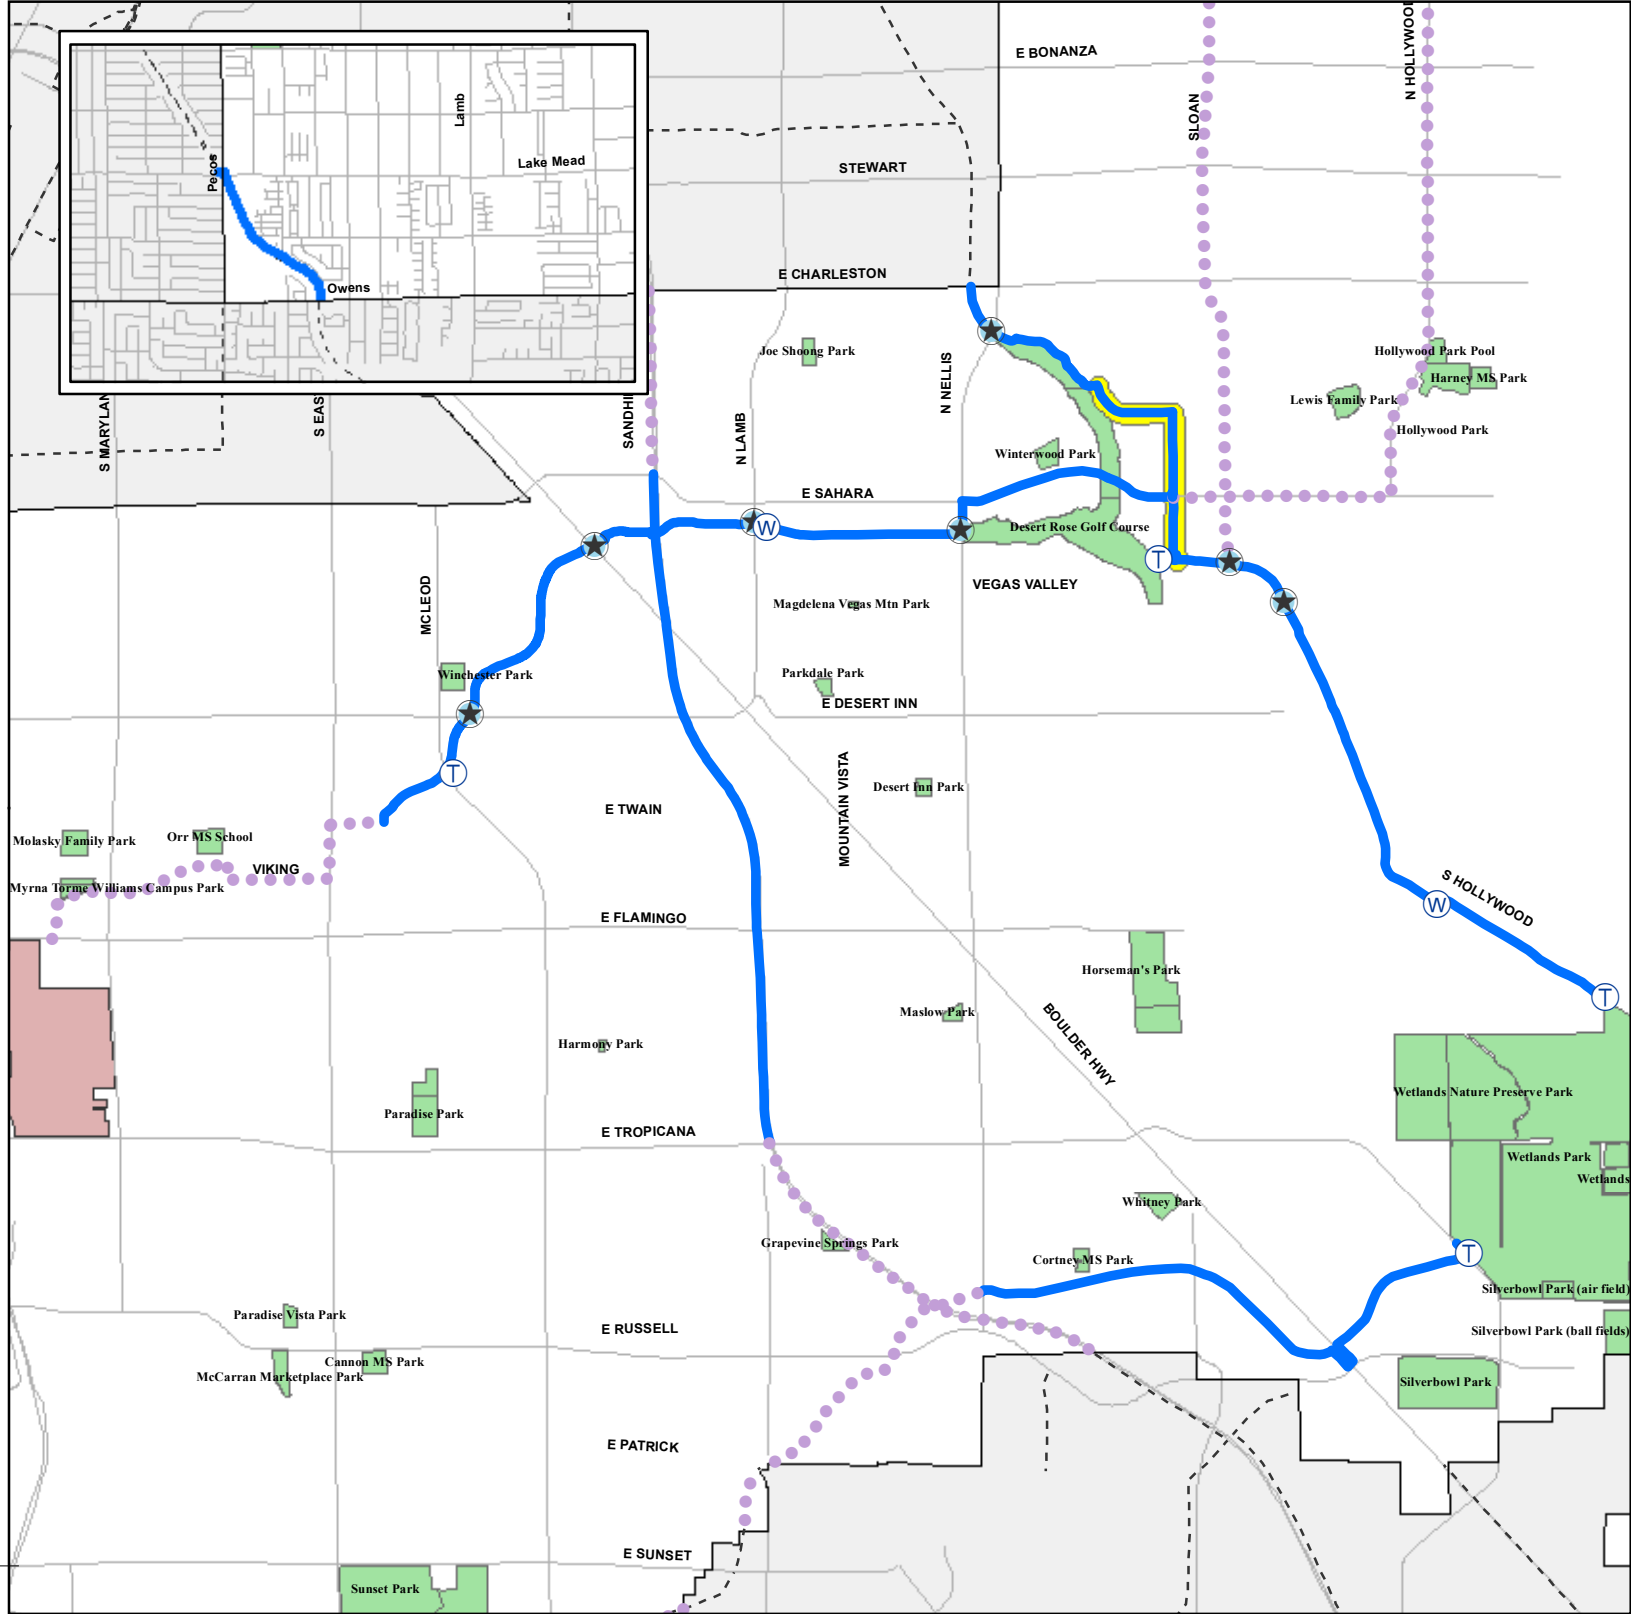 E BONANZA
N HOLLYWOOD
SLOAN
Lamb
Lake Mead
Pecos
Owens
STEWART
E CHARLESTON
Joe Shoong Park
N NELLIS
Hollywood Park Pool
Harney MS Park
Lewis Family Park
Hollywood Park
S MARYLAN
S EAS
SANDHI
N LAMB
Winterwood Park
E SAHARA
Desert Rose Golf Course
W
T
VEGAS VALLEY
MCLEOD
Magdelena Vegas Mtn Park
Winchester Park
Parkdale Park
E DESERT INN
T
MOUNTAIN VISTA
Desert Inn Park
E TWAIN
Molasky Family Park
Orr MS School
VIKING
Myrna Torme Williams Campus Park
S HOLLYWOOD
W
E FLAMINGO
Horseman's Park
T
Maslow Park
BOULDER HWY
Harmony Park
Wetlands Nature Preserve Park
Paradise Park
E TROPICANA
Wetlands Park
Wetlands
Whitney Park
Grapevine Springs Park
Cortney MS Park
T
Silverbowl Park (air field)
Paradise Vista Park
E RUSSELL
Silverbowl Park (ball fields)
Cannon MS Park
McCarran Marketplace Park
Silverbowl Park
E PATRICK
E SUNSET
Sunset Park